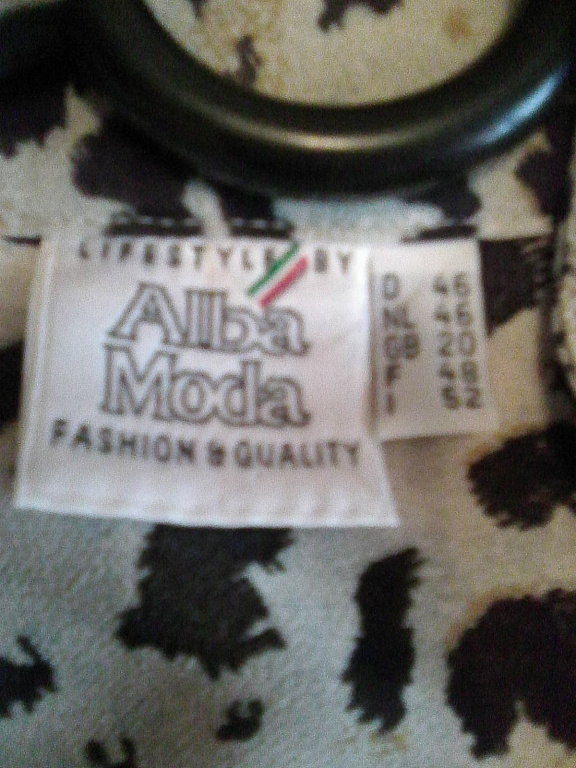 LIFESTYLE BY
Alba
Moda
FASHION & QUALITY
D 46
NL 46
GB 20
F 48
I 52